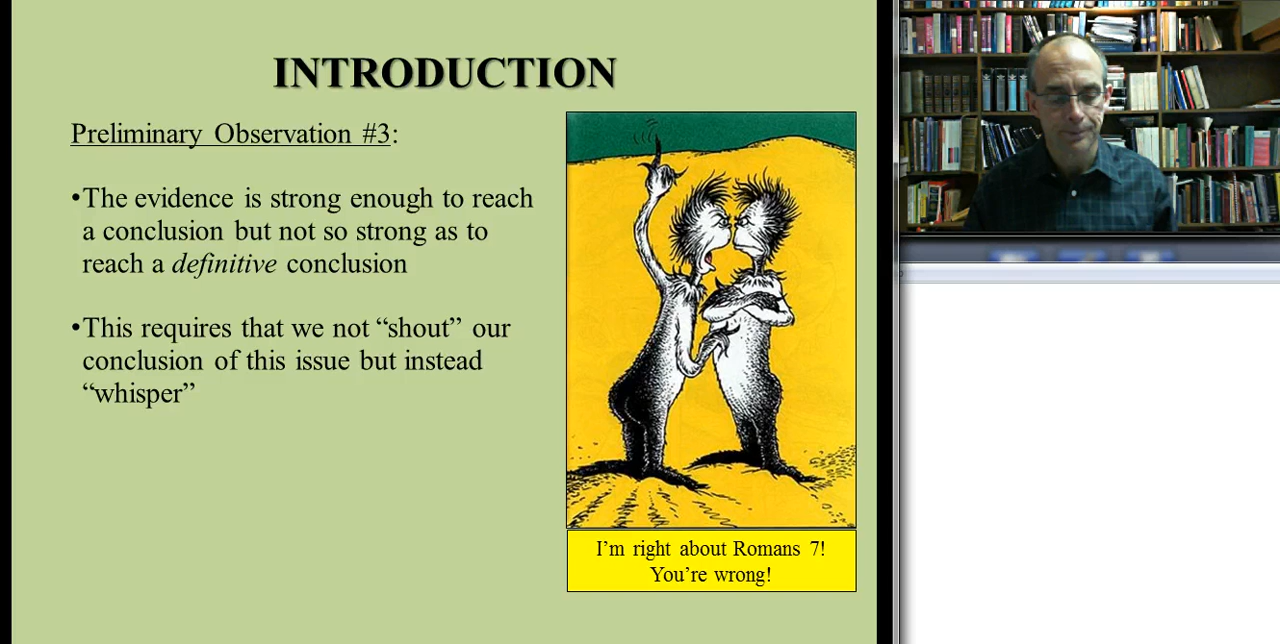 INTRODUCTION
Preliminary Observation #3:
•The evidence is strong enough to reach
a conclusion but not so strong as to
reach a definitive conclusion
•This requires that we not “shout” our
conclusion of this issue but instead
“whisper”
I’m right about Romans 7!
You’re wrong!